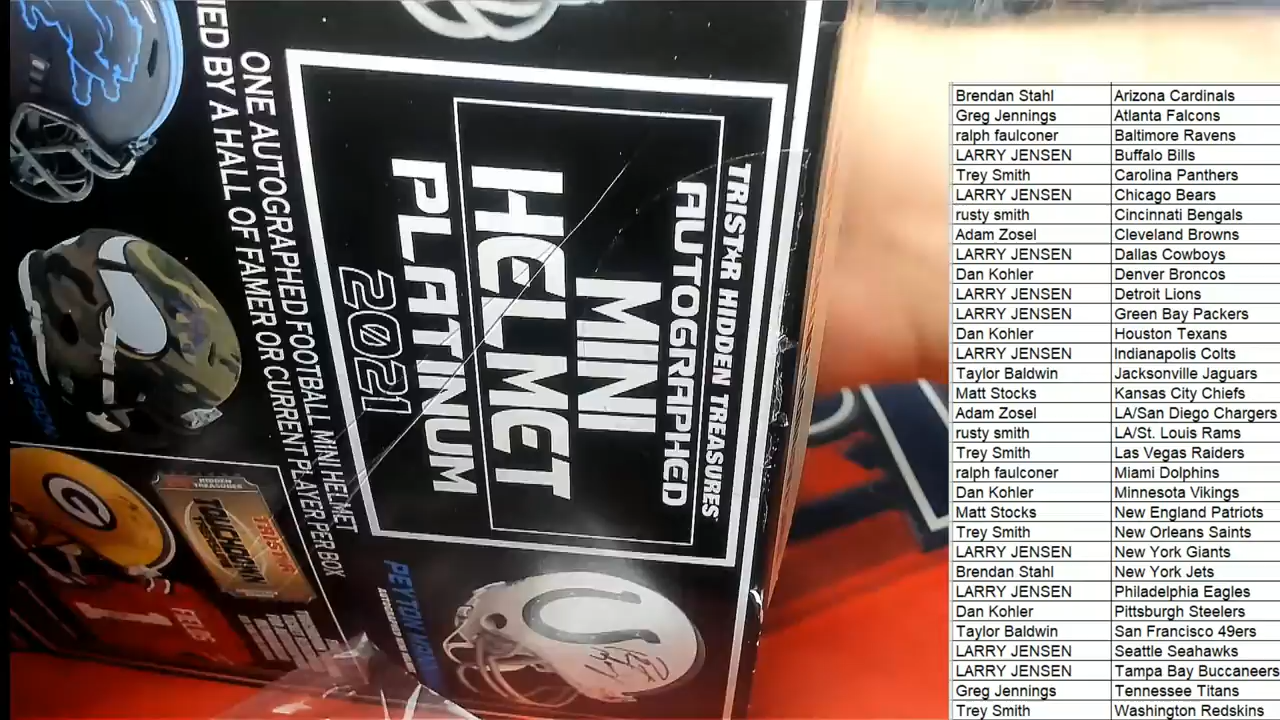 TRISTAR HIDDEN TREASURES
AUTOGRAPHED
MINI
HELMET
PLATINUM
2021
ONE AUTOGRAPHED FOOTBALL MINI HELMET
BY A HALL OF FAMER OR CURRENT PLAYER PER BOX
PEYTON
HIDDEN
TREASURES
TOUCHDOWN
TRISTAR
Brendan Stahl Arizona Cardinals
Greg Jennings Atlanta Falcons
ralph faulconer Baltimore Ravens
LARRY JENSEN Buffalo Bills
Trey Smith Carolina Panthers
LARRY JENSEN Chicago Bears
rusty smith Cincinnati Bengals
Adam Zosel Cleveland Browns
LARRY JENSEN Dallas Cowboys
Dan Kohler Denver Broncos
LARRY JENSEN Detroit Lions
LARRY JENSEN Green Bay Packers
Dan Kohler Houston Texans
LARRY JENSEN Indianapolis Colts
Taylor Baldwin Jacksonville Jaguars
Matt Stocks Kansas City Chiefs
Adam Zosel LA/San Diego Chargers
rusty smith LA/St. Louis Rams
Trey Smith Las Vegas Raiders
ralph faulconer Miami Dolphins
Dan Kohler Minnesota Vikings
Matt Stocks New England Patriots
Trey Smith New Orleans Saints
LARRY JENSEN New York Giants
Brendan Stahl New York Jets
LARRY JENSEN Philadelphia Eagles
Dan Kohler Pittsburgh Steelers
Taylor Baldwin San Francisco 49ers
LARRY JENSEN Seattle Seahawks
LARRY JENSEN Tampa Bay Buccaneers
Greg Jennings Tennessee Titans
Trey Smith Washington Redskins